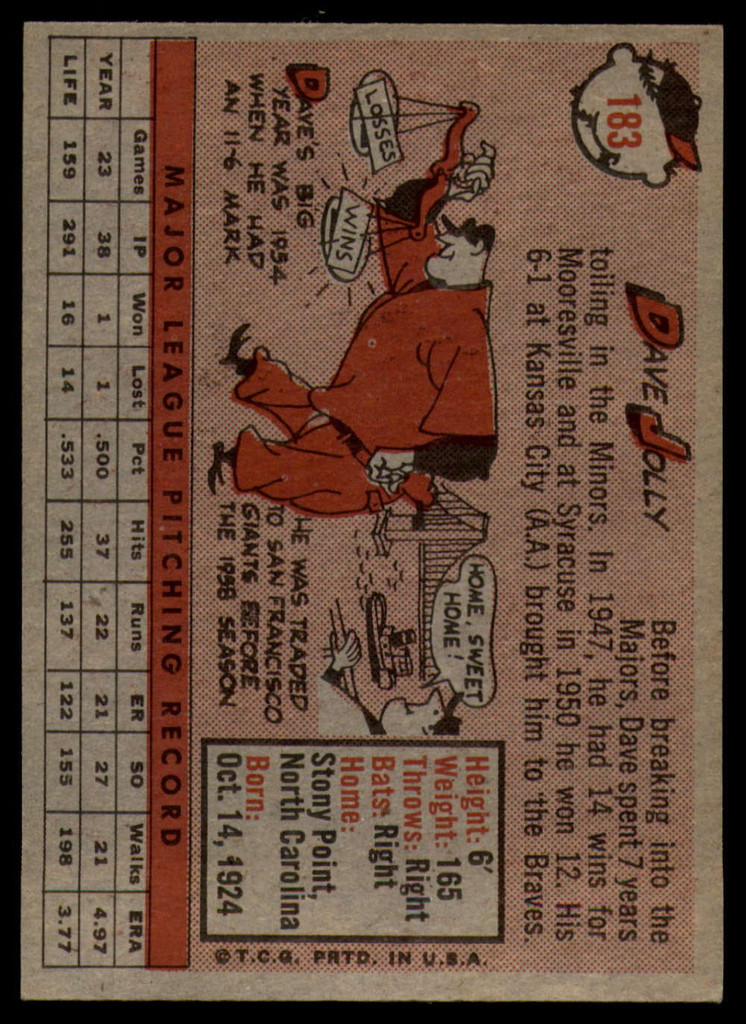 183
DAVE JOLLY
Before breaking into the
Majors, Dave spent 7 years
toiling in the Minors. In 1947, he had 14 wins for
Mooresville and at Syracuse in 1950 he won 12. His
6-1 at Kansas City (A.A.) brought him to the Braves.
LOSSES
WINS
DAVE'S BIG
YEAR WAS 1954
WHEN HE HAD
AN 11-6 MARK
HOME, SWEET
HOME!
HE WAS TRADED
TO SAN FRANCISCO
GIANTS BEFORE
THE 1958 SEASON
Height: 6'
Weight: 165
Throws: Right
Bats: Right
Home:
Stony Point,
North Carolina
Born:
Oct. 14, 1924
©T.C.G. PRTD. IN U.S.A.
MAJOR LEAGUE PITCHING RECORD
Games IP Won Lost Pct Hits Runs ER SO Walks ERA
YEAR 23 38 1 1 .500 37 22 21 27 21 4.97
LIFE 159 291 16 14 .533 255 137 122 155 198 3.77